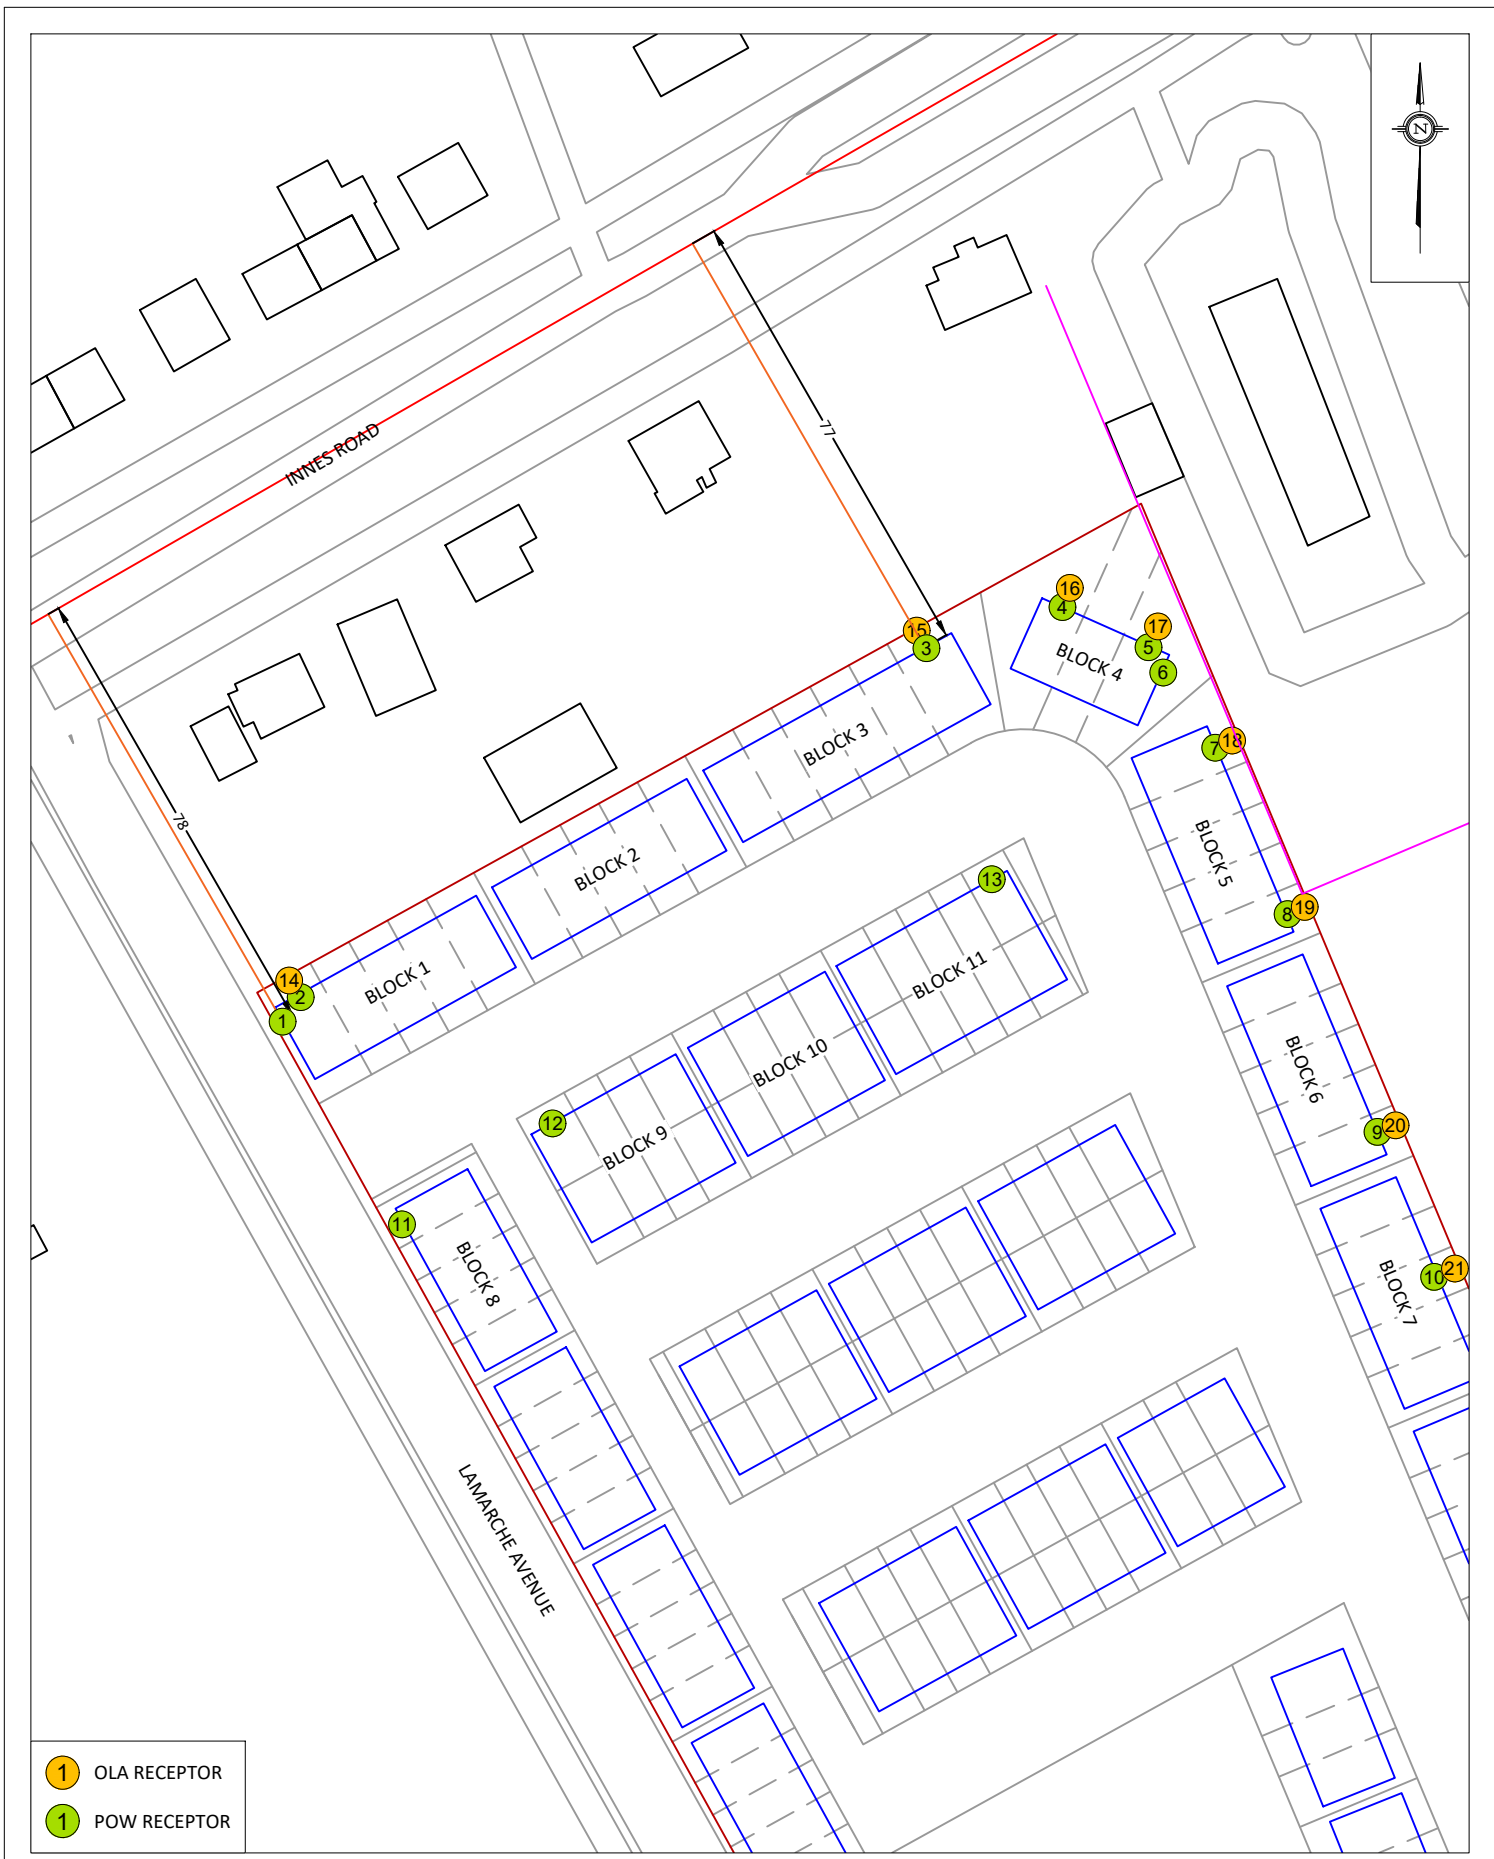 N
INNES ROAD
77
16
4
15
3
17
5
BLOCK 4
6
BLOCK 3
7
18
78
BLOCK 2
BLOCK 5
13
8
19
BLOCK 1
14
2
1
BLOCK 11
BLOCK 10
BLOCK 6
12
BLOCK 9
9
20
11
BLOCK 8
10
21
BLOCK 7
LAMARCHE AVENUE
1 OLA RECEPTOR
1 POW RECEPTOR